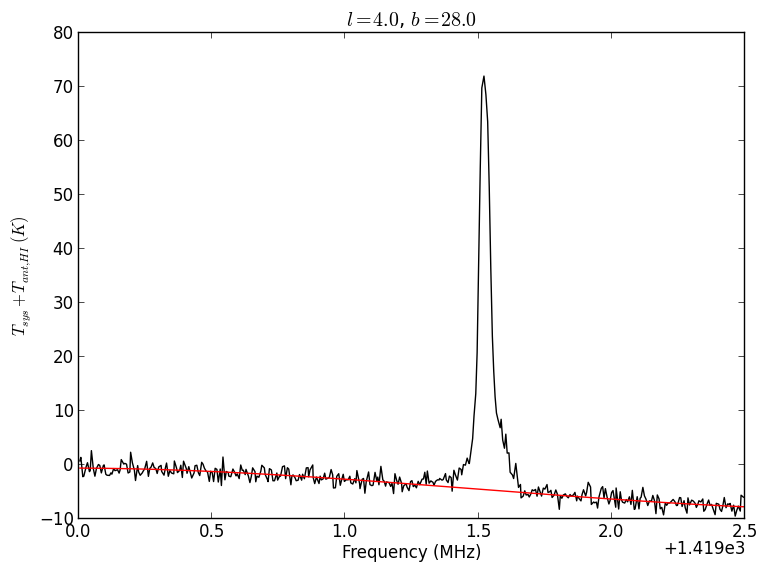 l = 4.0, b = 28.0
80
70
60
50
40
30
20
10
0
−10
T_sys + T_ant,HI (K)
0.0 0.5 1.0 1.5 2.0 2.5
Frequency (MHz)
+1.419e3